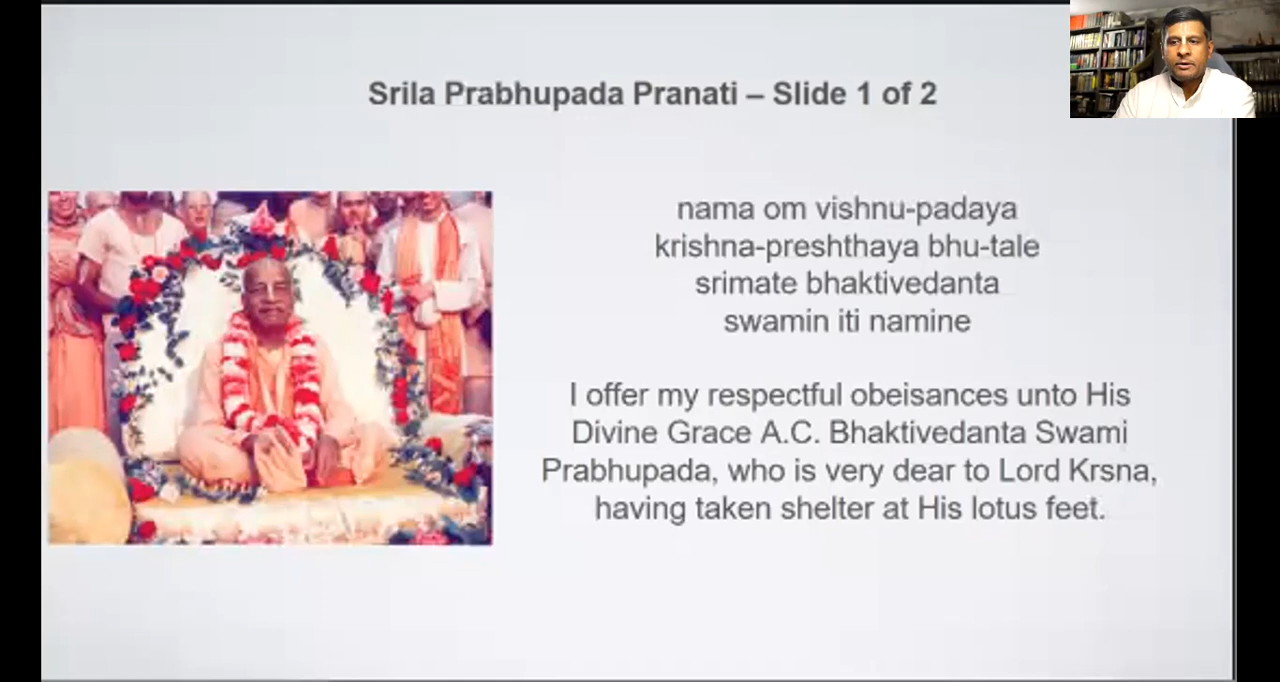 Srila Prabhupada Pranati – Slide 1 of 2
nama om vishnu-padaya
krishna-preshthaya bhu-tale
srimate bhaktivedanta
swamin iti namine
I offer my respectful obeisances unto His
Divine Grace A.C. Bhaktivedanta Swami
Prabhupada, who is very dear to Lord Krsna,
having taken shelter at His lotus feet.